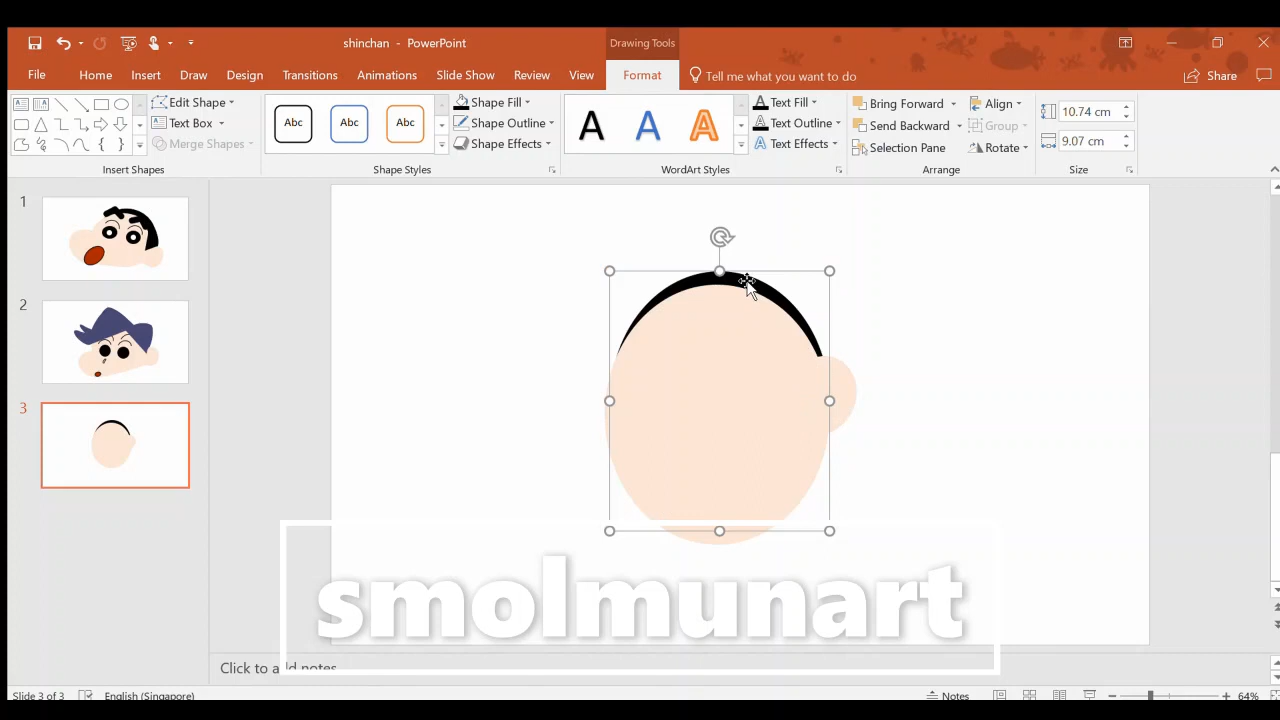 shinchan - PowerPoint
Drawing Tools
File Home Insert Draw Design Transitions Animations Slide Show Review View Format Tell me what you want to do Share
Edit Shape
Text Box
Merge Shapes
Insert Shapes
Abc Abc Abc
Shape Fill
Shape Outline
Shape Effects
Shape Styles
A A A
Text Fill
Text Outline
Text Effects
WordArt Styles
Bring Forward
Send Backward
Selection Pane
Align
Group
Rotate
Arrange
10.74 cm
9.07 cm
Size
1
2
3
smolmunart
Click to add notes
Slide 3 of 3 English (Singapore) Notes 64%